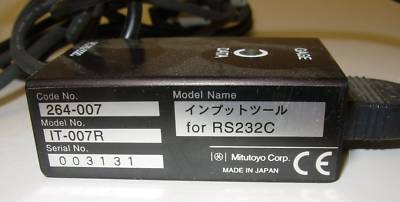 GAGE
DATA
Code No.
264-007
Model No.
IT-007R
Serial No.
003131
Model Name
インプットツール
for RS232C
Mitutoyo Corp.
MADE IN JAPAN
CE